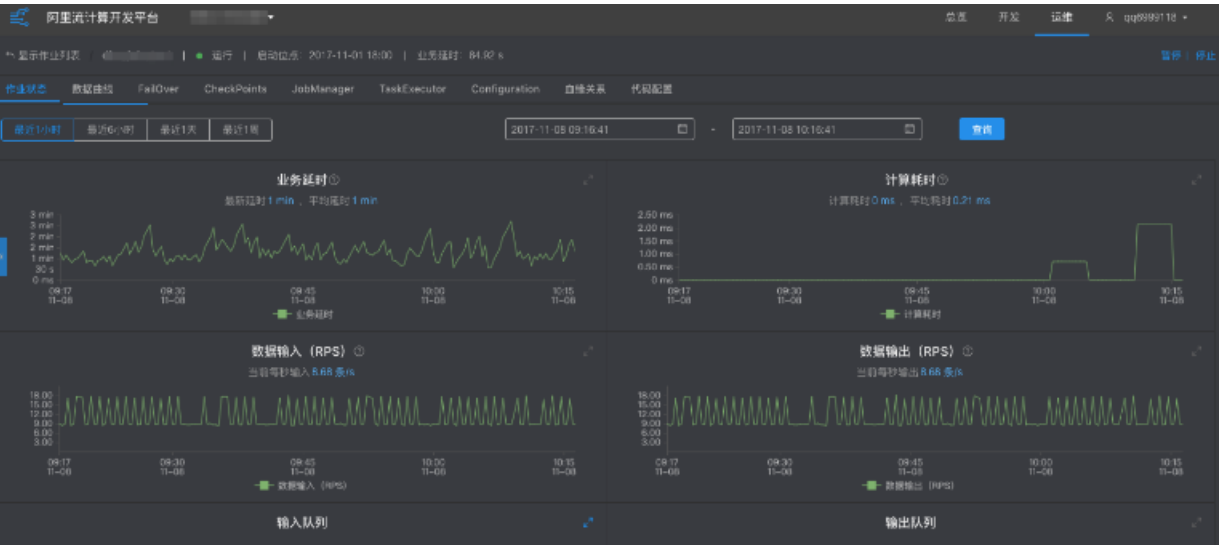 阿里流计算开发平台 总览 开发 运维 qq6999118
显示作业列表 / | 运行 | 启动位点: 2017-11-01 18:00 | 业务延时: 84.92 s 暂停 | 停止
作业状态 数据曲线 FailOver CheckPoints JobManager TaskExecutor Configuration 血缘关系 代码配置
最近1小时 最近6小时 最近1天 最近1周 2017-11-08 09:16:41 - 2017-11-08 10:16:41 查询
业务延时
最新延时 1 min , 平均延时 1 min
3 min
3 min
2 min
2 min
1 min
30 s
0 ms
09:17 09:30 09:45 10:00 10:15
11-08 11-08 11-08 11-08 11-08
业务延时
计算耗时
计算耗时 0 ms , 平均耗时 0.21 ms
2.50 ms
2.00 ms
1.50 ms
1.00 ms
0.50 ms
0 ms
09:17 09:30 09:45 10:00 10:15
11-08 11-08 11-08 11-08 11-08
计算耗时
数据输入（RPS）
当前每秒输入 8.68 条/s
18.00
15.00
12.00
9.00
6.00
3.00
09:17 09:30 09:45 10:00 10:15
11-08 11-08 11-08 11-08 11-08
数据输入（RPS）
数据输出（RPS）
当前每秒输出 8.68 条/s
18.00
15.00
12.00
9.00
6.00
3.00
09:17 09:30 09:45 10:00 10:15
11-08 11-08 11-08 11-08 11-08
数据输出（RPS）
输入队列
输出队列